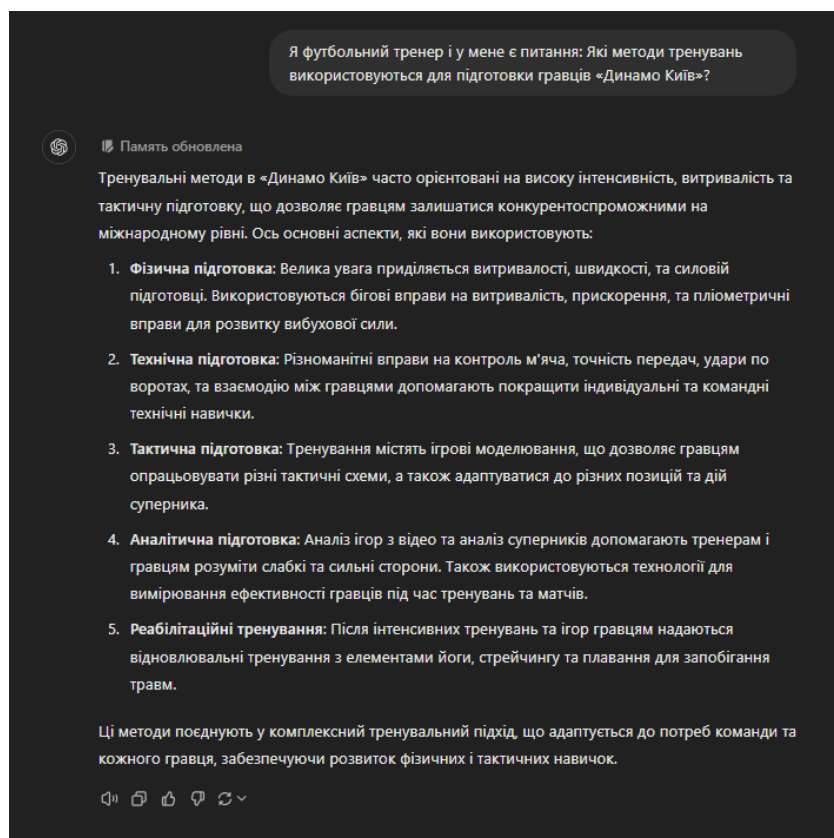 Я футбольний тренер і у мене є питання: Які методи тренувань
використовуються для підготовки гравців «Динамо Київ»?
Память обновлена
Тренувальні методи в «Динамо Київ» часто орієнтовані на високу інтенсивність, витривалість та
тактичну підготовку, що дозволяє гравцям залишатися конкурентоспроможними на
міжнародному рівні. Ось основні аспекти, які вони використовують:
1. Фізична підготовка: Велика увага приділяється витривалості, швидкості, та силовій
підготовці. Використовуються бігові вправи на витривалість, прискорення, та пліометричні
вправи для розвитку вибухової сили.
2. Технічна підготовка: Різноманітні вправи на контроль м'яча, точність передач, удари по
воротах, та взаємодію між гравцями допомагають покращити індивідуальні та командні
технічні навички.
3. Тактична підготовка: Тренування містять ігрові моделювання, що дозволяє гравцям
опрацьовувати різні тактичні схеми, а також адаптуватися до різних позицій та дій
суперника.
4. Аналітична підготовка: Аналіз ігор з відео та аналіз суперників допомагають тренерам і
гравцям розуміти слабкі та сильні сторони. Також використовуються технології для
вимірювання ефективності гравців під час тренувань та матчів.
5. Реабілітаційні тренування: Після інтенсивних тренувань та ігор гравцям надаються
відновлювальні тренування з елементами йоги, стрейчингу та плавання для запобігання
травм.
Ці методи поєднують у комплексний тренувальний підхід, що адаптується до потреб команди та
кожного гравця, забезпечуючи розвиток фізичних і тактичних навичок.